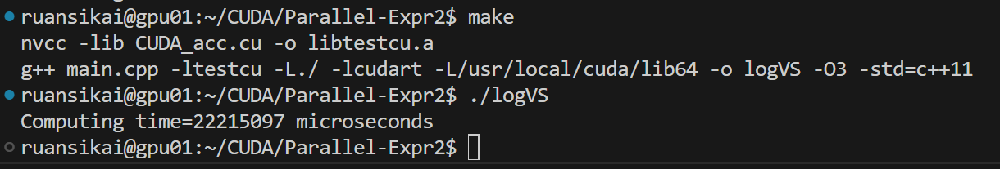 ruansikai@gpu01:~/CUDA/Parallel-Expr2$ make
nvcc -lib CUDA_acc.cu -o libtestcu.a
g++ main.cpp -ltestcu -L./ -lcudart -L/usr/local/cuda/lib64 -o logVS -O3 -std=c++11
ruansikai@gpu01:~/CUDA/Parallel-Expr2$ ./logVS
Computing time=22215097 microseconds
ruansikai@gpu01:~/CUDA/Parallel-Expr2$